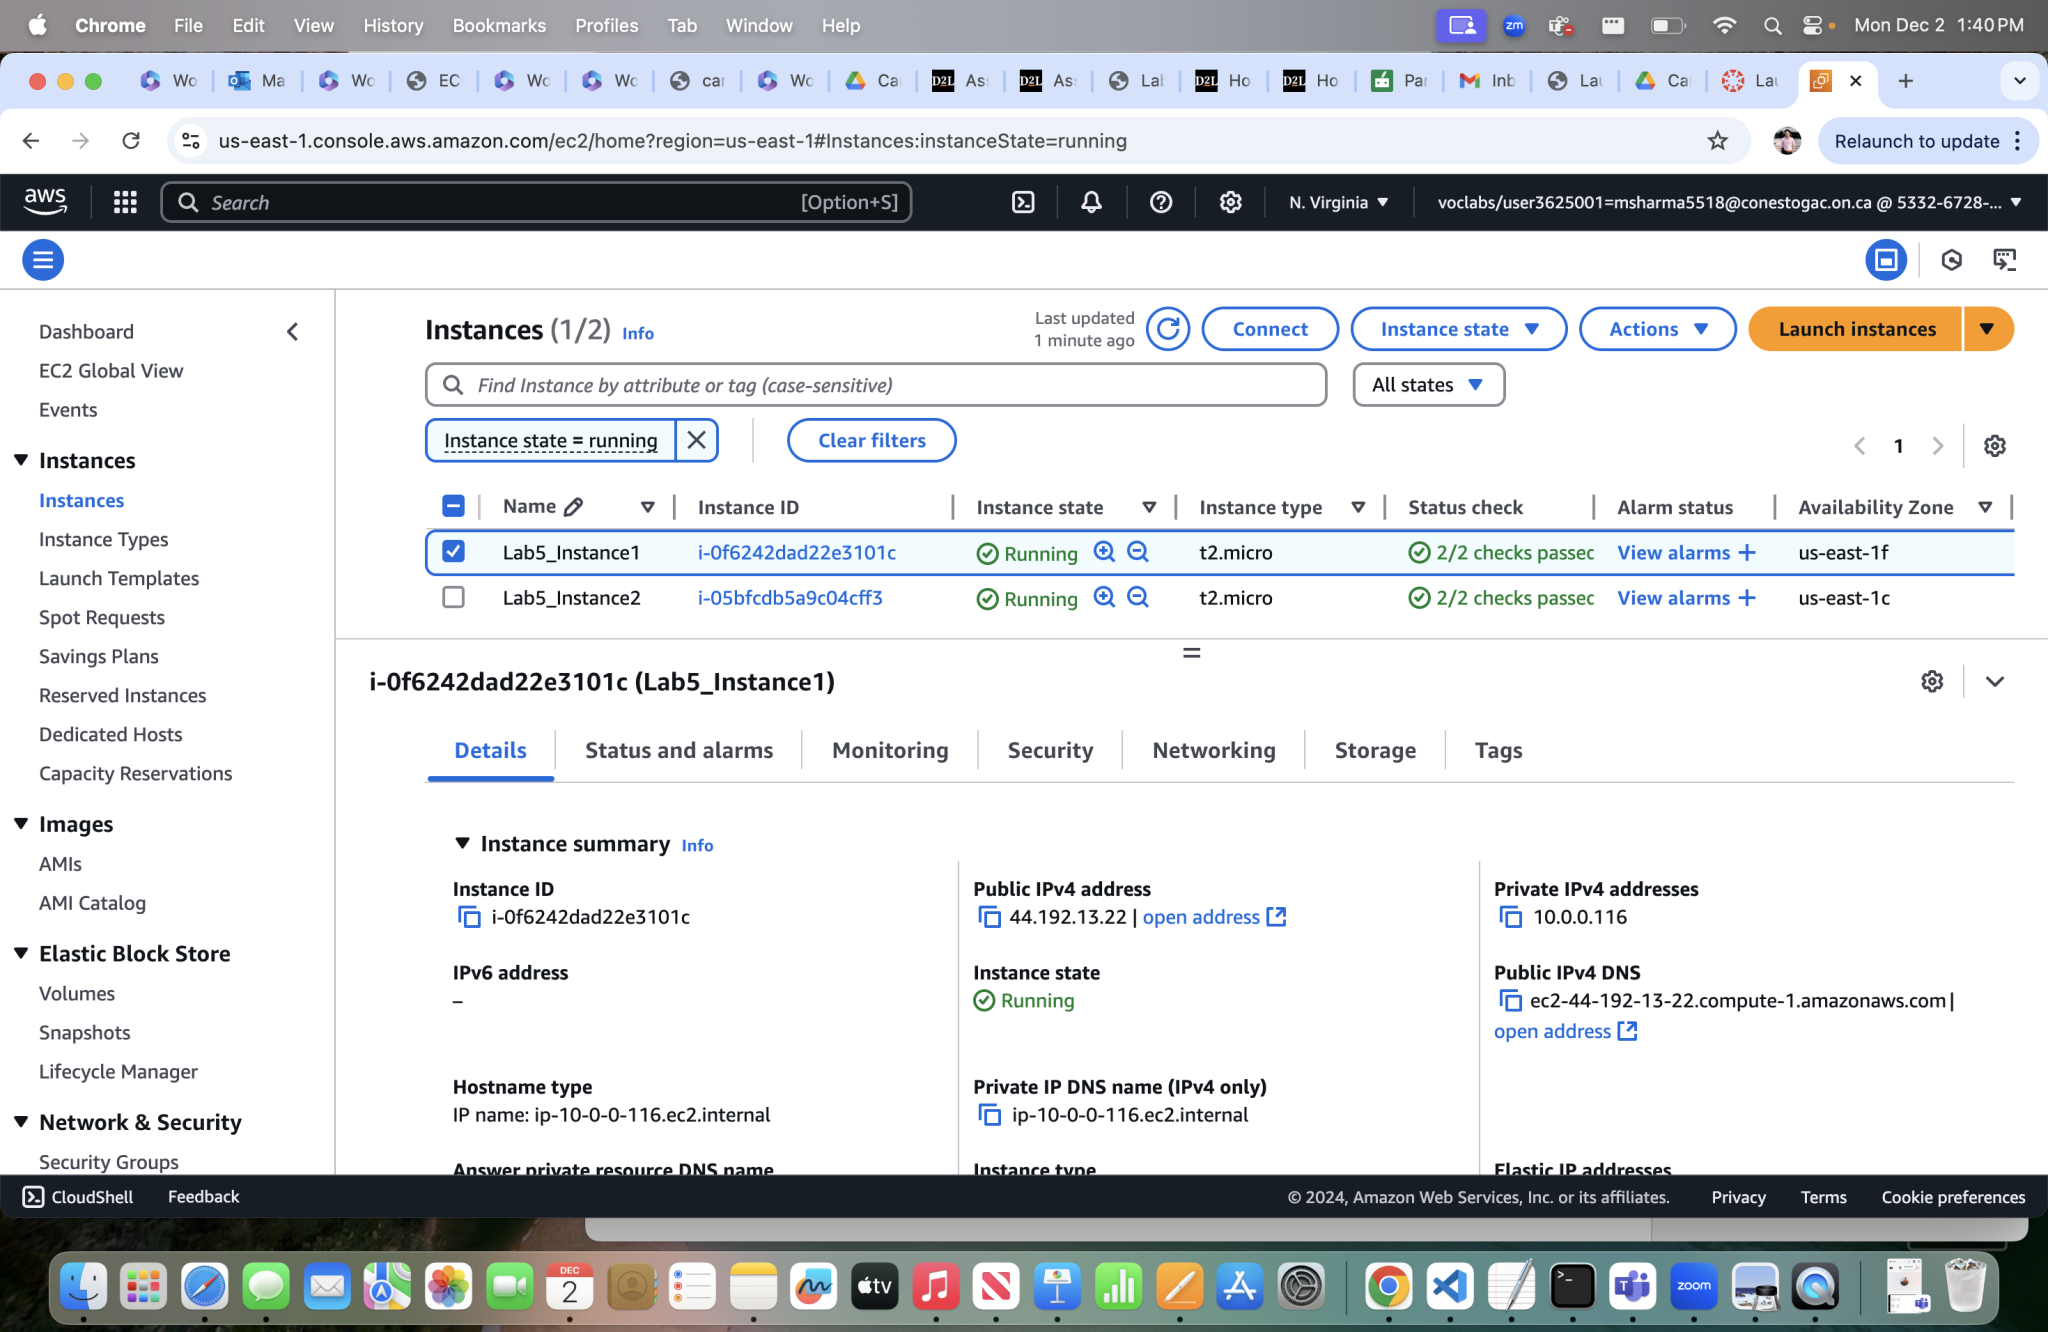 Chrome File Edit View History Bookmarks Profiles Tab Window Help zm Mon Dec 2 1:40 PM
Wo Ma Wo EC Wo Wo car Wo Ca D2L As D2L As Lab D2L Ho D2L Ho Par Inb Lau Ca Lau
us-east-1.console.aws.amazon.com/ec2/home?region=us-east-1#Instances:instanceState=running Relaunch to update
aws Search [Option+S] N. Virginia voclabs/user3625001=msharma5518@conestogac.on.ca @ 5332-6728-...
Dashboard
EC2 Global View
Events
Instances
Instances
Instance Types
Launch Templates
Spot Requests
Savings Plans
Reserved Instances
Dedicated Hosts
Capacity Reservations
Images
AMIs
AMI Catalog
Elastic Block Store
Volumes
Snapshots
Lifecycle Manager
Network & Security
Security Groups
Instances (1/2) Info
Last updated
1 minute ago
Connect Instance state Actions Launch instances
Find Instance by attribute or tag (case-sensitive) All states
Instance state = running Clear filters 1
Name Instance ID Instance state Instance type Status check Alarm status Availability Zone
Lab5_Instance1 i-0f6242dad22e3101c Running t2.micro 2/2 checks passec View alarms + us-east-1f
Lab5_Instance2 i-05bfcdb5a9c04cff3 Running t2.micro 2/2 checks passec View alarms + us-east-1c
i-0f6242dad22e3101c (Lab5_Instance1)
Details Status and alarms Monitoring Security Networking Storage Tags
Instance summary Info
Instance ID
i-0f6242dad22e3101c
Public IPv4 address
44.192.13.22 | open address
Private IPv4 addresses
10.0.0.116
IPv6 address
–
Instance state
Running
Public IPv4 DNS
ec2-44-192-13-22.compute-1.amazonaws.com |
open address
Hostname type
IP name: ip-10-0-0-116.ec2.internal
Private IP DNS name (IPv4 only)
ip-10-0-0-116.ec2.internal
Answer private resource DNS name
Instance type
Elastic IP addresses
CloudShell Feedback © 2024, Amazon Web Services, Inc. or its affiliates. Privacy Terms Cookie preferences
DEC
2
tv
zoom